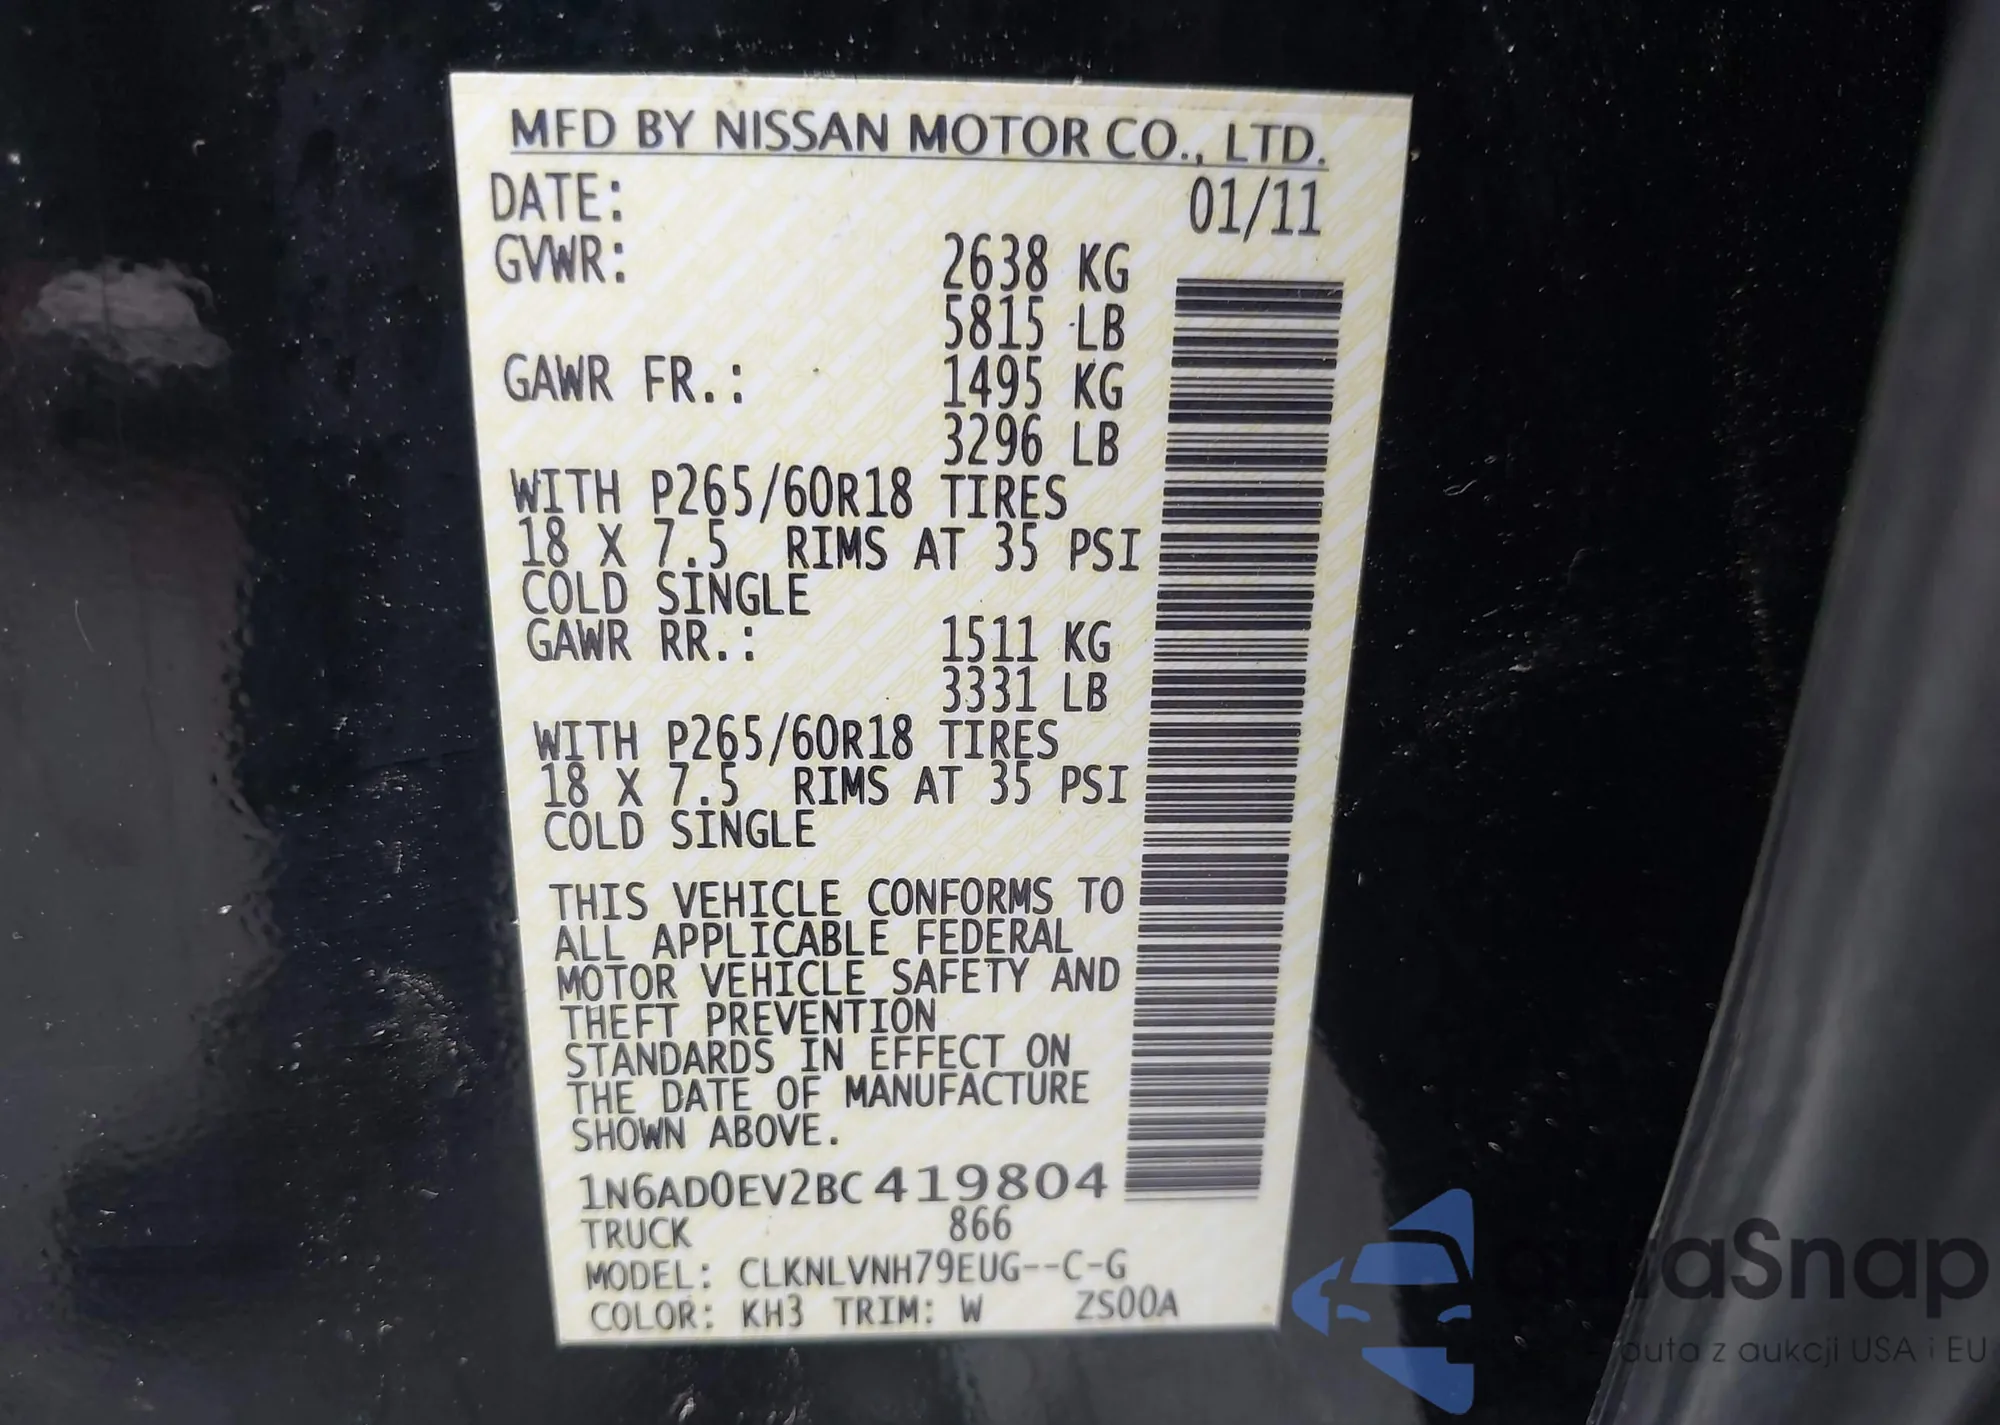 MFD BY NISSAN MOTOR CO., LTD.
DATE: 01/11
GVWR: 2638 KG
5815 LB
GAWR FR.: 1495 KG
3296 LB
WITH P265/60R18 TIRES
18 X 7.5 RIMS AT 35 PSI
COLD SINGLE
GAWR RR.: 1511 KG
3331 LB
WITH P265/60R18 TIRES
18 X 7.5 RIMS AT 35 PSI
COLD SINGLE
THIS VEHICLE CONFORMS TO
ALL APPLICABLE FEDERAL
MOTOR VEHICLE SAFETY AND
THEFT PREVENTION
STANDARDS IN EFFECT ON
THE DATE OF MANUFACTURE
SHOWN ABOVE.
1N6AD0EV2BC419804
TRUCK 866
MODEL: CLKNLVNH79EUG--C-G
COLOR: KH3 TRIM: W ZS00A
auta z aukcji USA i EU